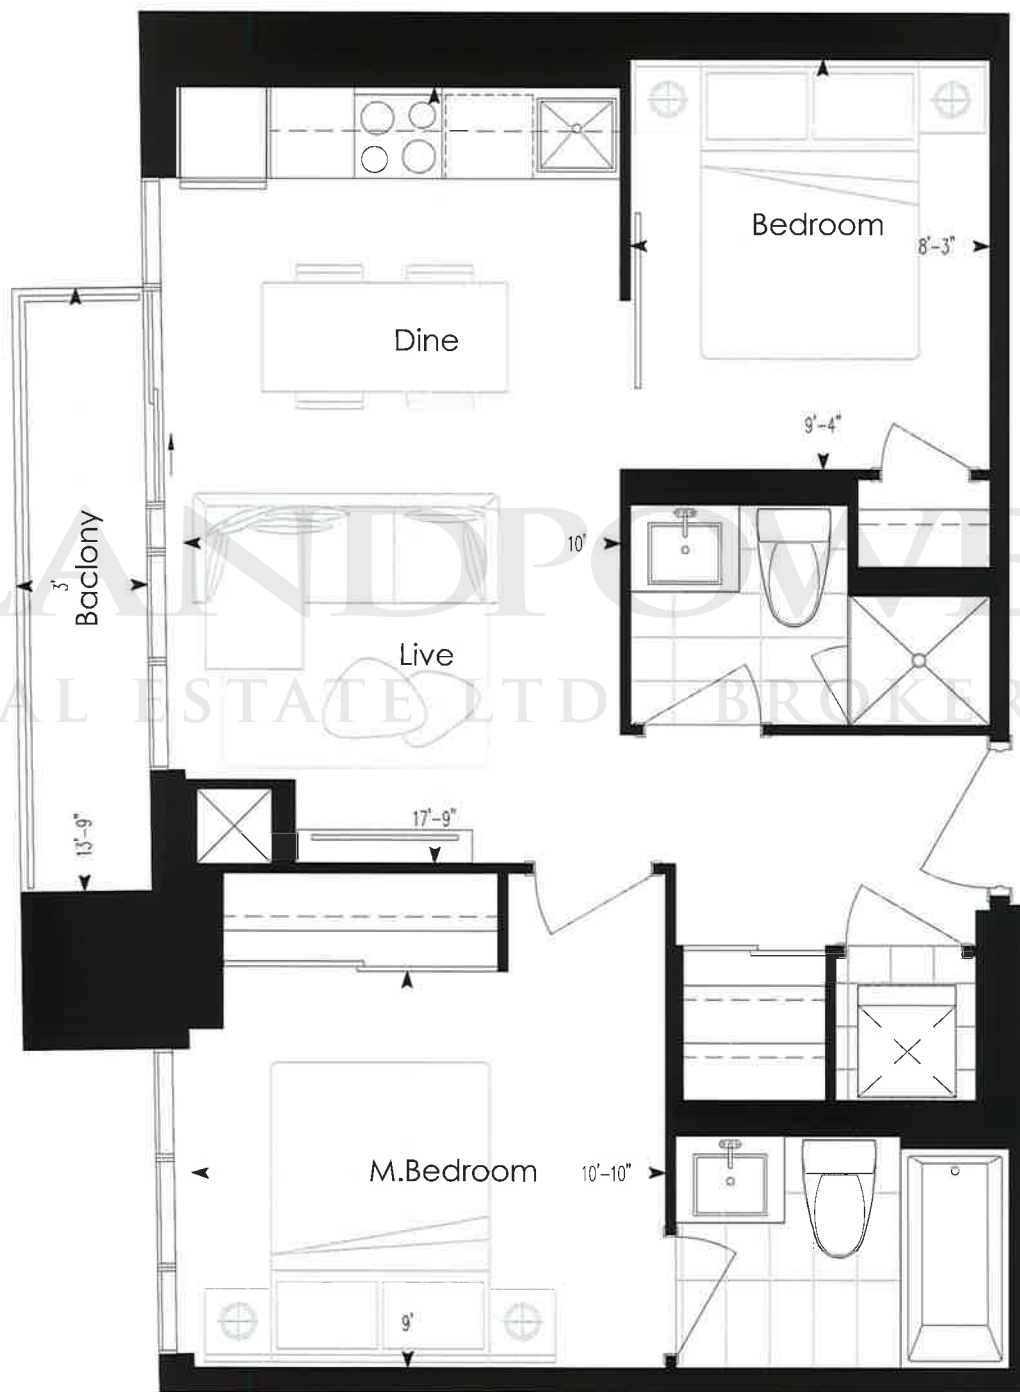 Bedroom
8'-3"
Dine
9'-4"
Baclony
3'
10'
LANDPOWE
Live
AL ESTATE LTD BROKER
13'-9"
17'-9"
M.Bedroom
10'-10"
9'